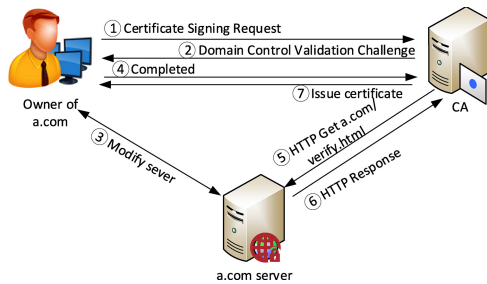 ① Certificate Signing Request
② Domain Control Validation Challenge
④ Completed
⑦ Issue certificate
Owner of
a.com
CA
③ Modify sever
⑤ HTTP Get a.com/
verify.html
⑥ HTTP Response
a.com server